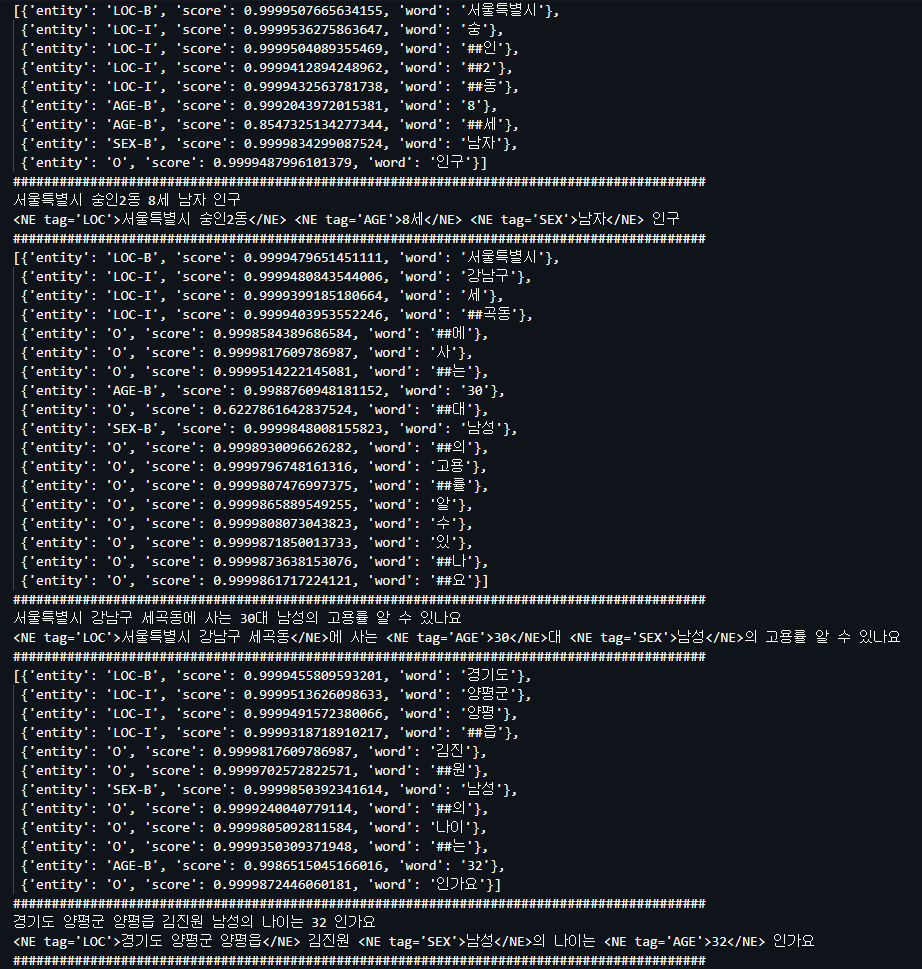 [{'entity': 'LOC-B', 'score': 0.9999507665634155, 'word': '서울특별시'},
{'entity': 'LOC-I', 'score': 0.9999536275863647, 'word': '숭'},
{'entity': 'LOC-I', 'score': 0.9999504089355469, 'word': '##인'},
{'entity': 'LOC-I', 'score': 0.9999412894248962, 'word': '##2'},
{'entity': 'LOC-I', 'score': 0.9999432563781738, 'word': '##동'},
{'entity': 'AGE-B', 'score': 0.9992043972015381, 'word': '8'},
{'entity': 'AGE-B', 'score': 0.8547325134277344, 'word': '##세'},
{'entity': 'SEX-B', 'score': 0.9999834299087524, 'word': '남자'},
{'entity': 'O', 'score': 0.9999487996101379, 'word': '인구'}]
##########################################################################################
서울특별시 숭인2동 8세 남자 인구
<NE tag='LOC'>서울특별시 숭인2동</NE> <NE tag='AGE'>8세</NE> <NE tag='SEX'>남자</NE> 인구
##########################################################################################
[{'entity': 'LOC-B', 'score': 0.9999479651451111, 'word': '서울특별시'},
{'entity': 'LOC-I', 'score': 0.9999480843544006, 'word': '강남구'},
{'entity': 'LOC-I', 'score': 0.9999399185180664, 'word': '세'},
{'entity': 'LOC-I', 'score': 0.9999403953552246, 'word': '##곡동'},
{'entity': 'O', 'score': 0.9998584389686584, 'word': '##에'},
{'entity': 'O', 'score': 0.9999817609786987, 'word': '사'},
{'entity': 'O', 'score': 0.9999514222145081, 'word': '##는'},
{'entity': 'AGE-B', 'score': 0.9988760948181152, 'word': '30'},
{'entity': 'O', 'score': 0.6227861642837524, 'word': '##대'},
{'entity': 'SEX-B', 'score': 0.9999848008155823, 'word': '남성'},
{'entity': 'O', 'score': 0.9998930096626282, 'word': '##의'},
{'entity': 'O', 'score': 0.9999796748161316, 'word': '고용'},
{'entity': 'O', 'score': 0.9999807476997375, 'word': '##률'},
{'entity': 'O', 'score': 0.9999865889549255, 'word': '알'},
{'entity': 'O', 'score': 0.9999808073043823, 'word': '수'},
{'entity': 'O', 'score': 0.9999871850013733, 'word': '있'},
{'entity': 'O', 'score': 0.9999873638153076, 'word': '##나'},
{'entity': 'O', 'score': 0.9999861717224121, 'word': '##요'}]
##########################################################################################
서울특별시 강남구 세곡동에 사는 30대 남성의 고용률 알 수 있나요
<NE tag='LOC'>서울특별시 강남구 세곡동</NE>에 사는 <NE tag='AGE'>30</NE>대 <NE tag='SEX'>남성</NE>의 고용률 알 수 있나요
##########################################################################################
[{'entity': 'LOC-B', 'score': 0.9999455809593201, 'word': '경기도'},
{'entity': 'LOC-I', 'score': 0.9999513626098633, 'word': '양평군'},
{'entity': 'LOC-I', 'score': 0.9999491572380066, 'word': '양평'},
{'entity': 'LOC-I', 'score': 0.9999318718910217, 'word': '##읍'},
{'entity': 'O', 'score': 0.9999817609786987, 'word': '김진'},
{'entity': 'O', 'score': 0.9999702572822571, 'word': '##원'},
{'entity': 'SEX-B', 'score': 0.9999850392341614, 'word': '남성'},
{'entity': 'O', 'score': 0.9999240040779114, 'word': '##의'},
{'entity': 'O', 'score': 0.9999805092811584, 'word': '나이'},
{'entity': 'O', 'score': 0.9999350309371948, 'word': '##는'},
{'entity': 'AGE-B', 'score': 0.9986515045166016, 'word': '32'},
{'entity': 'O', 'score': 0.9999872446060181, 'word': '인가요'}]
##########################################################################################
경기도 양평군 양평읍 김진원 남성의 나이는 32 인가요
<NE tag='LOC'>경기도 양평군 양평읍</NE> 김진원 <NE tag='SEX'>남성</NE>의 나이는 <NE tag='AGE'>32</NE> 인가요
##########################################################################################